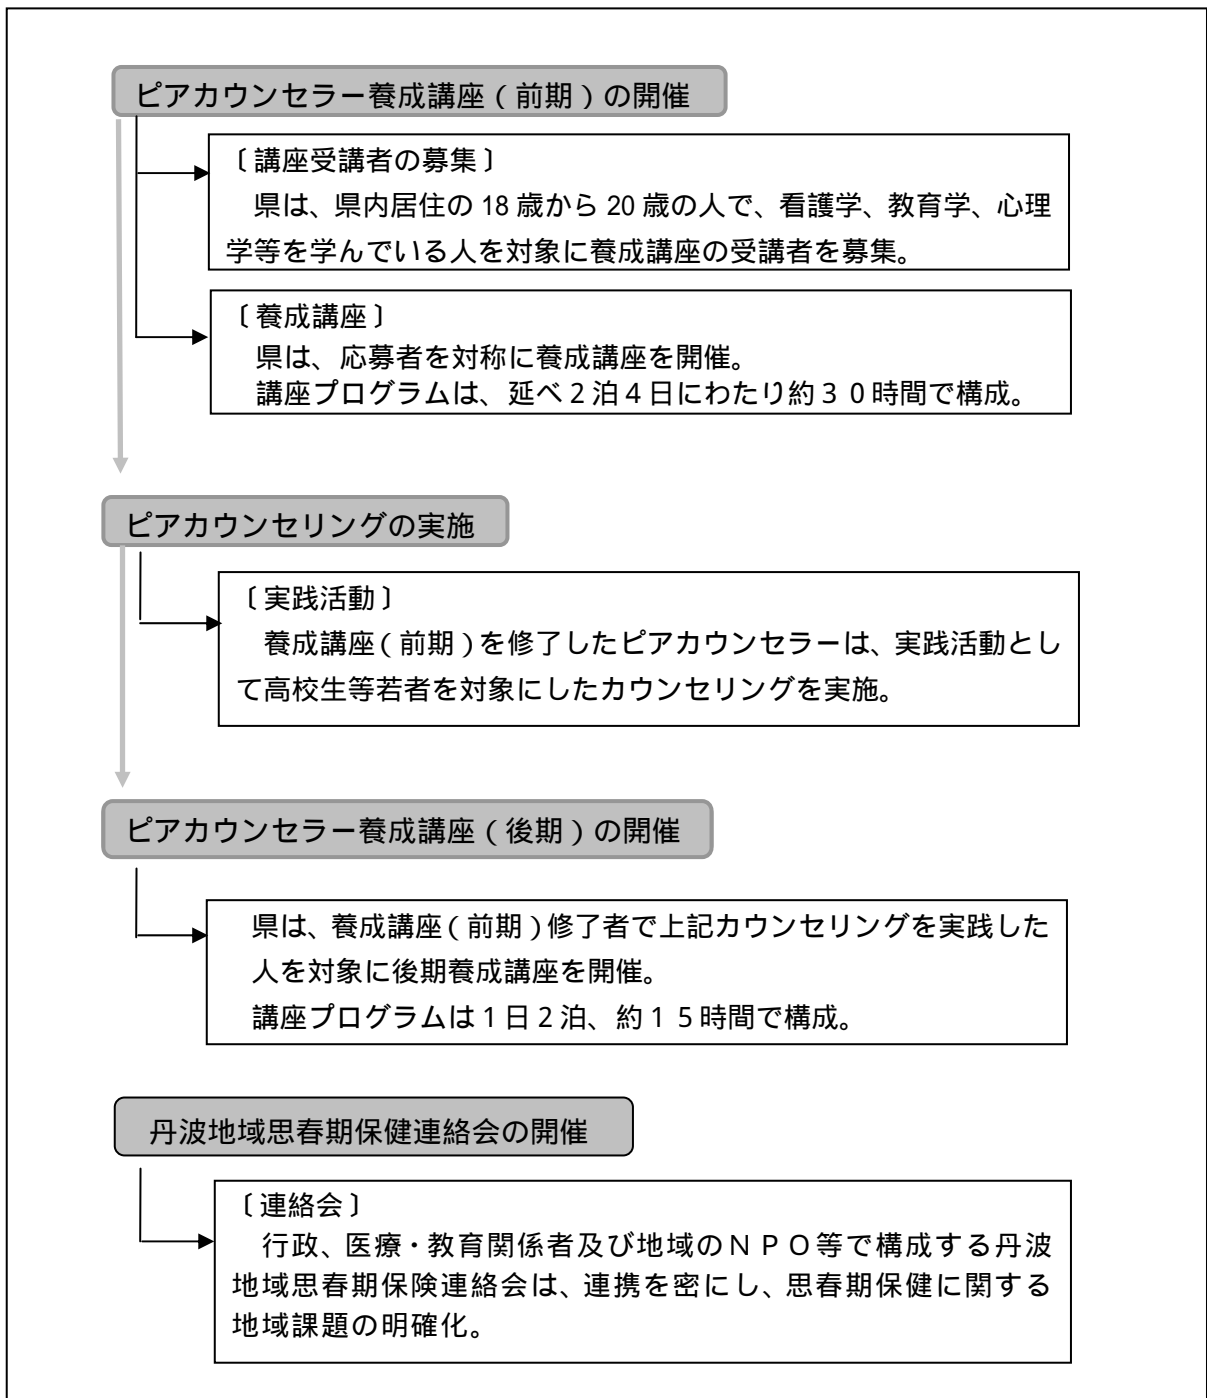 ピアカウンセラー養成講座（前期）の開催
〔講座受講者の募集〕
県は、県内居住の 18 歳から 20 歳の人で、看護学、教育学、心理
学等を学んでいる人を対象に養成講座の受講者を募集。
〔養成講座〕
県は、応募者を対称に養成講座を開催。
講座プログラムは、延べ２泊４日にわたり約３０時間で構成。
ピアカウンセリングの実施
〔実践活動〕
養成講座（前期）を修了したピアカウンセラーは、実践活動とし
て高校生等若者を対象にしたカウンセリングを実施。
ピアカウンセラー養成講座（後期）の開催
県は、養成講座（前期）修了者で上記カウンセリングを実践した
人を対象に後期養成講座を開催。
講座プログラムは１日２泊、約１５時間で構成。
丹波地域思春期保健連絡会の開催
〔連絡会〕
行政、医療・教育関係者及び地域のＮＰＯ等で構成する丹波
地域思春期保険連絡会は、連携を密にし、思春期保健に関する
地域課題の明確化。